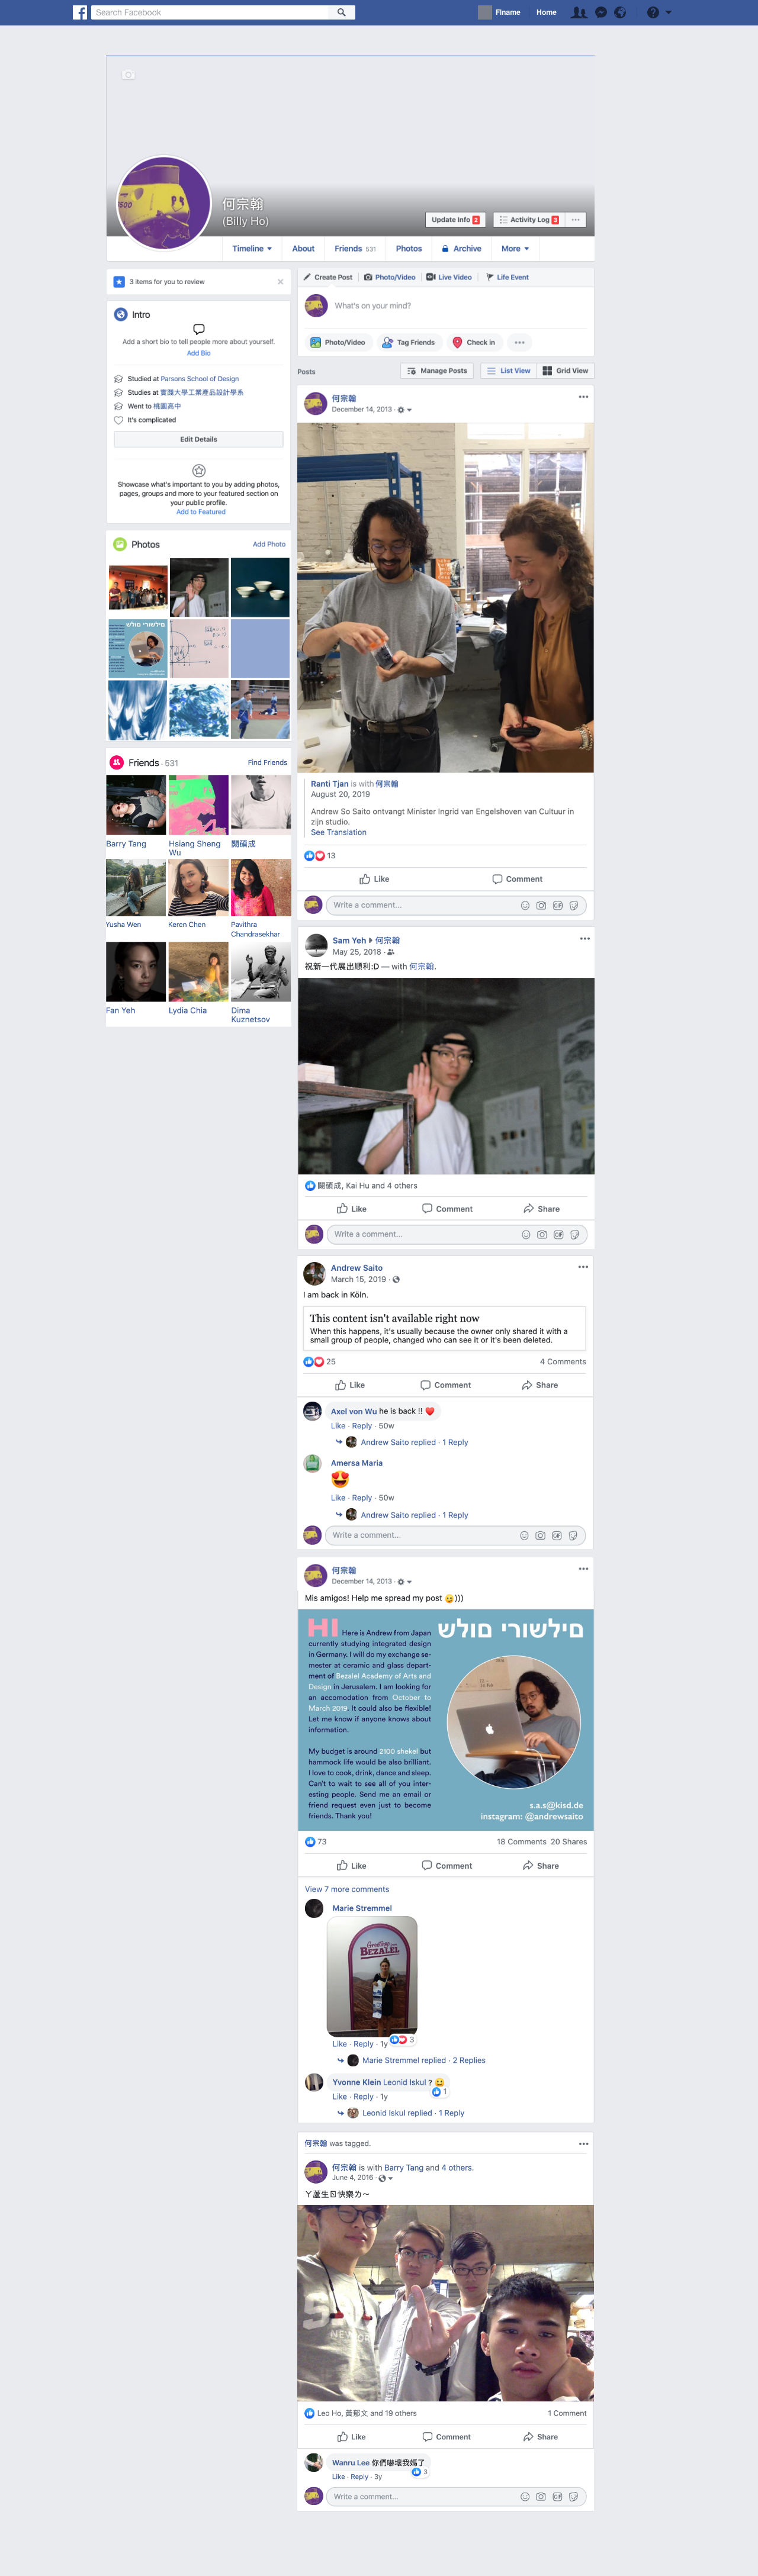 Search Facebook
Fīname
Home
何宗翰
(Billy Ho)
Update Info 2
Activity Log 3
Timeline
About
Friends 531
Photos
Archive
More
3 items for you to review
Intro
Add a short bio to tell people more about yourself.
Add Bio
Studied at Parsons School of Design
Studies at 實踐大學工業產品設計學系
Went to 桃園高中
It's complicated
Edit Details
Showcase what's important to you by adding photos,
pages, groups and more to your featured section on
your public profile.
Add to Featured
Photos
Add Photo
Friends · 531
Find Friends
Barry Tang
Hsiang Sheng
Wu
闕碩成
Yusha Wen
Keren Chen
Pavithra
Chandrasekhar
Fan Yeh
Lydia Chia
Dima
Kuznetsov
Create Post
Photo/Video
Live Video
Life Event
What's on your mind?
Photo/Video
Tag Friends
Check in
Posts
Manage Posts
List View
Grid View
何宗翰
December 14, 2013
Ranti Tjan is with 何宗翰
August 20, 2019
Andrew So Saito ontvangt Minister Ingrid van Engelshoven van Cultuur in
zijn studio.
See Translation
13
Like
Comment
Write a comment...
Sam Yeh 何宗翰
May 25, 2018
祝新一代展出順利:D — with 何宗翰.
闕碩成, Kai Hu and 4 others
Like
Comment
Share
Write a comment...
Andrew Saito
March 15, 2019
I am back in Köln.
This content isn't available right now
When this happens, it's usually because the owner only shared it with a
small group of people, changed who can see it or it's been deleted.
25
4 Comments
Like
Comment
Share
Axel von Wu he is back !! ❤️
Like · Reply · 50w
Andrew Saito replied · 1 Reply
Amersa Maria
😍
Like · Reply · 50w
Andrew Saito replied · 1 Reply
Write a comment...
何宗翰
December 14, 2013
Mis amigos! Help me spread my post 😋)))
HI Here is Andrew from Japan
currently studying integrated design
in Germany. I will do my exchange se-
mester at ceramic and glass depart-
ment of Bezalel Academy of Arts and
Design in Jerusalem. I am looking for
an accomodation from October to
March 2019. It could also be flexible!
Let me know if anyone knows about
information.
My budget is around 2100 shekel but
hammock life would be also brilliant.
I love to cook, drink, dance and sleep.
Can't to wait to see all of you inter-
esting people. Send me an email or
friend request even just to become
friends. Thank you!
םילשורי םולש
s.a.s@kisd.de
instagram: @andrewsaito
73
18 Comments 20 Shares
Like
Comment
Share
View 7 more comments
Marie Stremmel
Greetings from
BEZALEL
Like · Reply · 1y
3
Marie Stremmel replied · 2 Replies
Yvonne Klein Leonid Iskul ? 😄
1
Like · Reply · 1y
Leonid Iskul replied · 1 Reply
何宗翰 was tagged.
何宗翰 is with Barry Tang and 4 others.
June 4, 2016
ㄚ蘆生ㄖ快樂ㄌ～
Leo Ho, 黃郁文 and 19 others
1 Comment
Like
Comment
Share
Wanru Lee 你們嚇壞我媽了
3
Like · Reply · 3y
Write a comment...